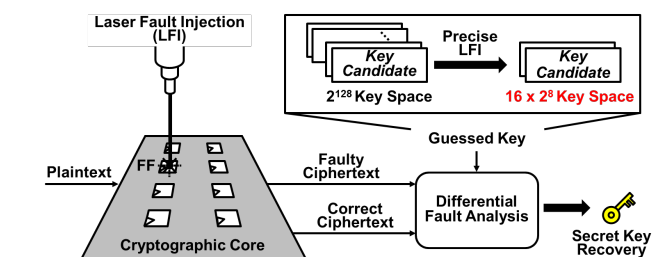 Laser Fault Injection
(LFI)
Key
Candidate
2¹²⁸ Key Space
Precise
LFI
Key
Candidate
16 x 2⁸ Key Space
Guessed Key
Plaintext
FF
Faulty
Ciphertext
Correct
Ciphertext
Cryptographic Core
Differential
Fault Analysis
Secret Key
Recovery